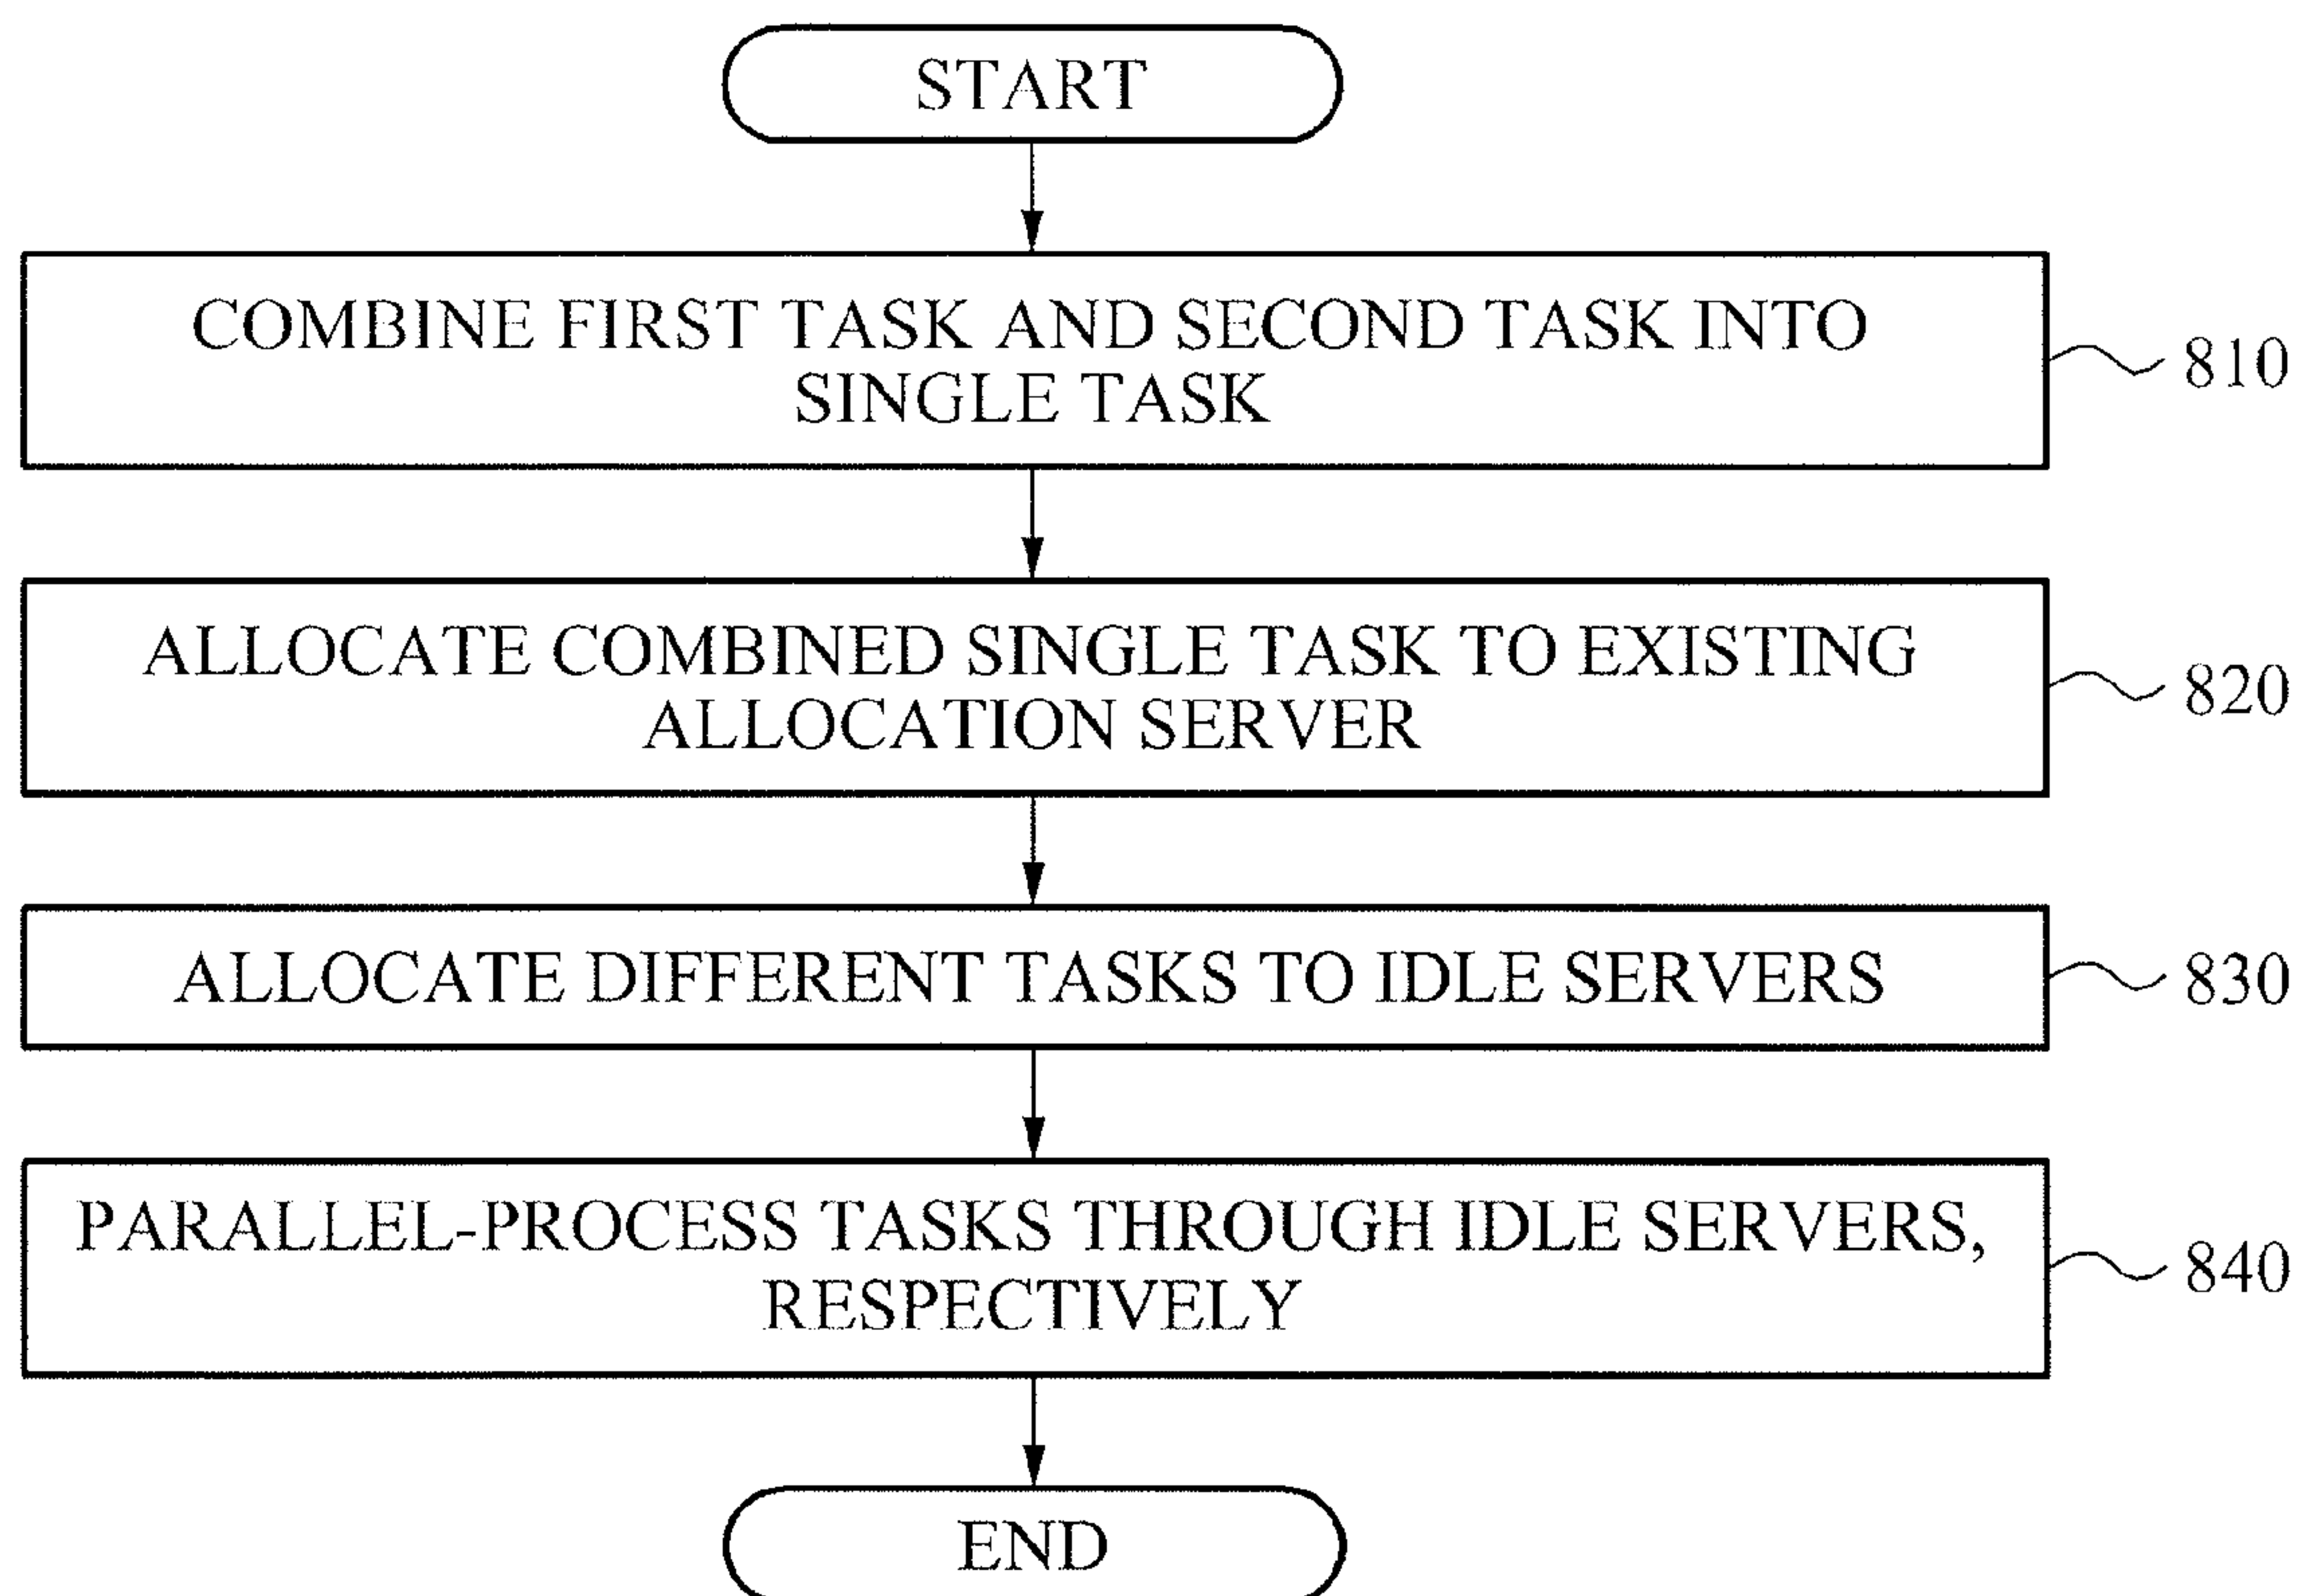 START
COMBINE FIRST TASK AND SECOND TASK INTO
SINGLE TASK
810
ALLOCATE COMBINED SINGLE TASK TO EXISTING
ALLOCATION SERVER
820
ALLOCATE DIFFERENT TASKS TO IDLE SERVERS
830
PARALLEL-PROCESS TASKS THROUGH IDLE SERVERS,
RESPECTIVELY
840
END